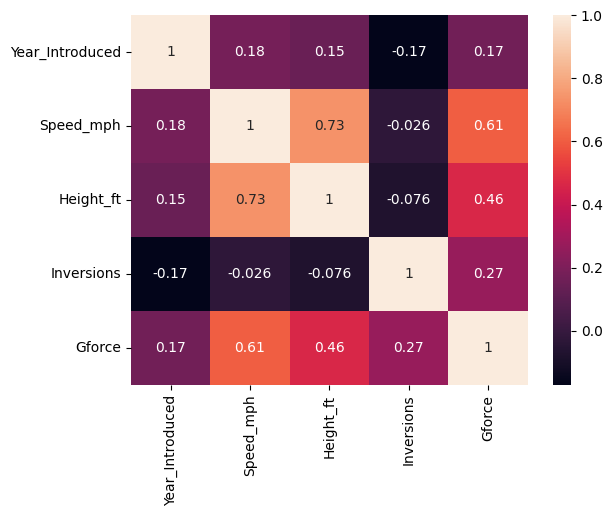 Year_Introduced 1 0.18 0.15 -0.17 0.17
Speed_mph 0.18 1 0.73 -0.026 0.61
Height_ft 0.15 0.73 1 -0.076 0.46
Inversions -0.17 -0.026 -0.076 1 0.27
Gforce 0.17 0.61 0.46 0.27 1
Year_Introduced
Speed_mph
Height_ft
Inversions
Gforce
1.0
0.8
0.6
0.4
0.2
0.0